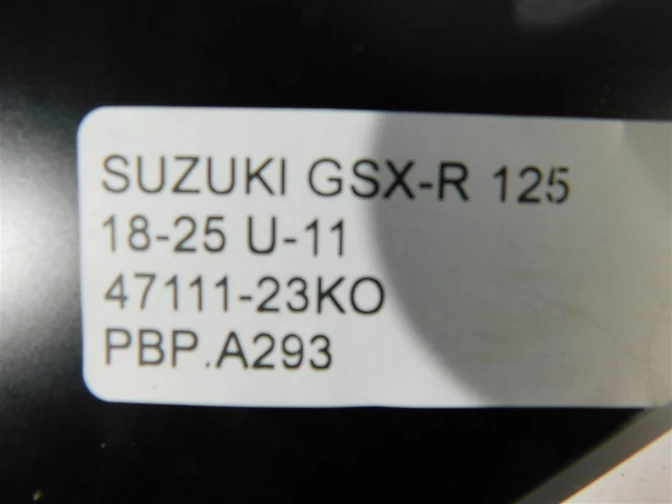 SUZUKI GSX-R 125
18-25 U-11
47111-23KO
PBP.A293